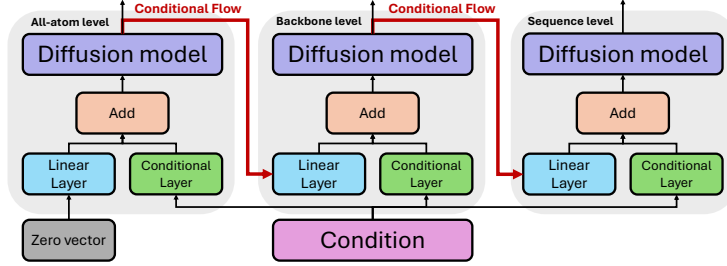 All-atom level
Conditional Flow
Backbone level
Conditional Flow
Sequence level
Diffusion model
Diffusion model
Diffusion model
Add
Add
Add
Linear
Layer
Conditional
Layer
Linear
Layer
Conditional
Layer
Linear
Layer
Conditional
Layer
Zero vector
Condition